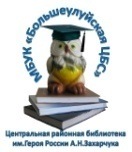 МБУК «Большеулуйская ЦБС»
Центральная районная библиотека
им.Героя России А.Н.Захарчука